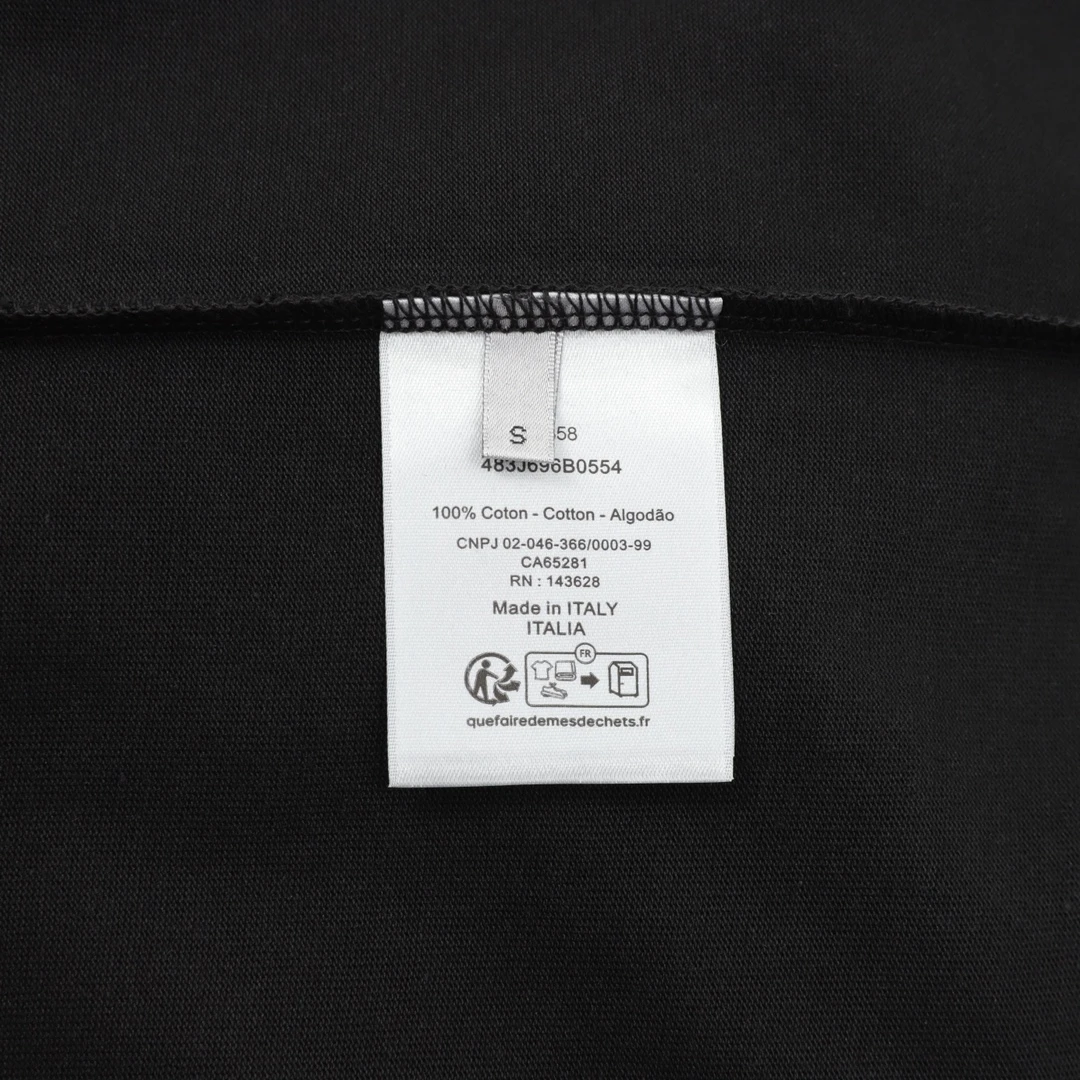 S
58
483J696B0554
100% Coton - Cotton - Algodão
CNPJ 02-046-366/0003-99
CA65281
RN : 143628
Made in ITALY
ITALIA
FR
quefairedemesdechets.fr